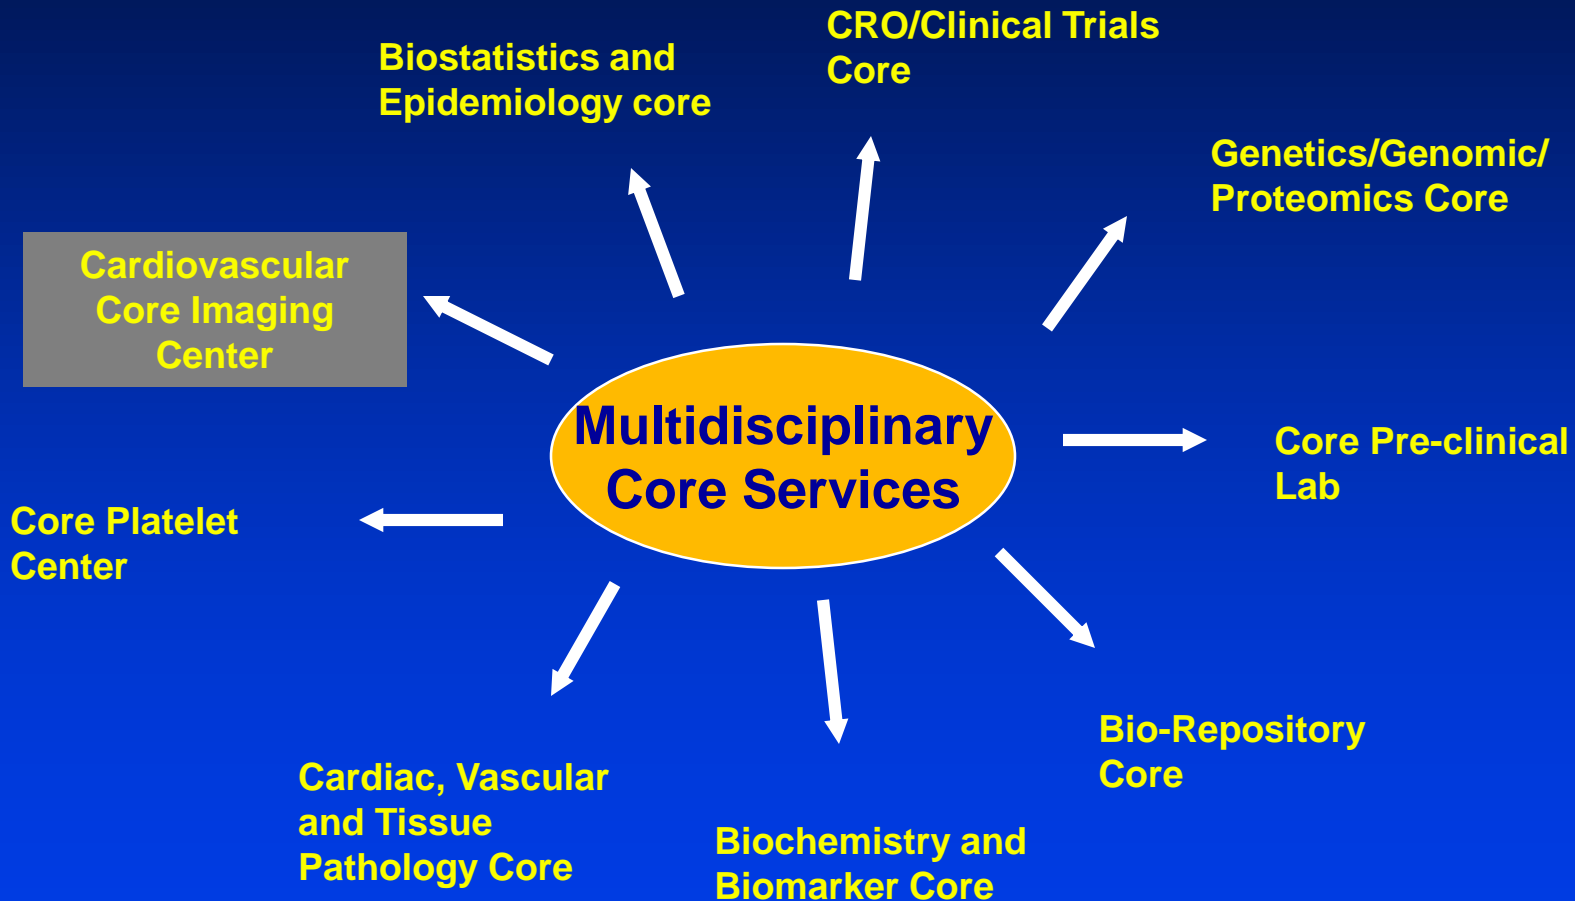 CRO/Clinical Trials
Core
Biostatistics and
Epidemiology core
Genetics/Genomic/
Proteomics Core
Cardiovascular
Core Imaging
Center
Multidisciplinary
Core Services
Core Pre-clinical
Lab
Core Platelet
Center
Bio-Repository
Core
Cardiac, Vascular
and Tissue
Pathology Core
Biochemistry and
Biomarker Core